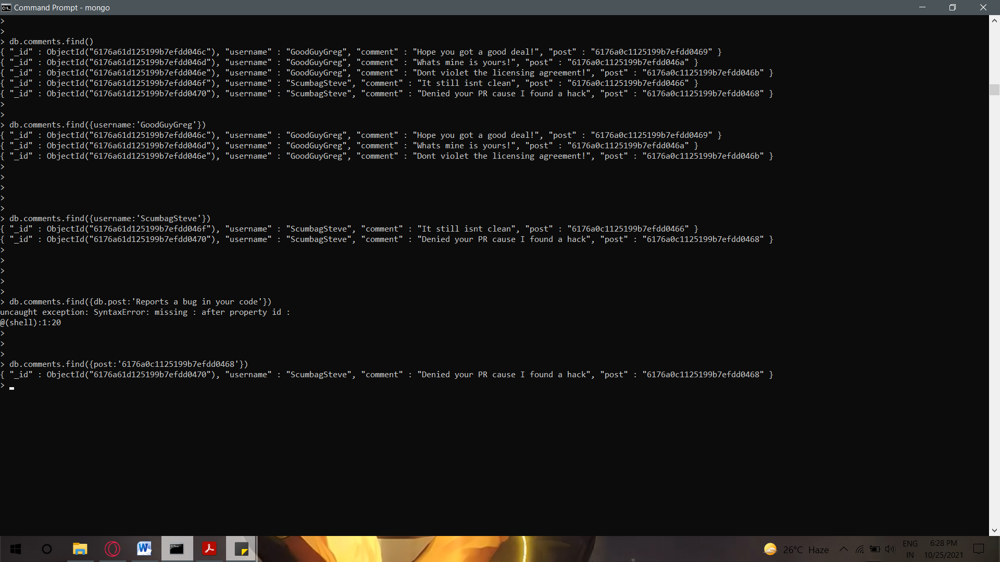 Command Prompt - mongo
>
>
> db.comments.find()
{ "_id" : ObjectId("6176a61d125199b7efdd046c"), "username" : "GoodGuyGreg", "comment" : "Hope you got a good deal!", "post" : "6176a0c1125199b7efdd0469" }
{ "_id" : ObjectId("6176a61d125199b7efdd046d"), "username" : "GoodGuyGreg", "comment" : "Whats mine is yours!", "post" : "6176a0c1125199b7efdd046a" }
{ "_id" : ObjectId("6176a61d125199b7efdd046e"), "username" : "GoodGuyGreg", "comment" : "Dont violet the licensing agreement!", "post" : "6176a0c1125199b7efdd046b" }
{ "_id" : ObjectId("6176a61d125199b7efdd046f"), "username" : "ScumbagSteve", "comment" : "It still isnt clean", "post" : "6176a0c1125199b7efdd0466" }
{ "_id" : ObjectId("6176a61d125199b7efdd0470"), "username" : "ScumbagSteve", "comment" : "Denied your PR cause I found a hack", "post" : "6176a0c1125199b7efdd0468" }
>
>
> db.comments.find({username:'GoodGuyGreg'})
{ "_id" : ObjectId("6176a61d125199b7efdd046c"), "username" : "GoodGuyGreg", "comment" : "Hope you got a good deal!", "post" : "6176a0c1125199b7efdd0469" }
{ "_id" : ObjectId("6176a61d125199b7efdd046d"), "username" : "GoodGuyGreg", "comment" : "Whats mine is yours!", "post" : "6176a0c1125199b7efdd046a" }
{ "_id" : ObjectId("6176a61d125199b7efdd046e"), "username" : "GoodGuyGreg", "comment" : "Dont violet the licensing agreement!", "post" : "6176a0c1125199b7efdd046b" }
>
>
>
>
>
> db.comments.find({username:'ScumbagSteve'})
{ "_id" : ObjectId("6176a61d125199b7efdd046f"), "username" : "ScumbagSteve", "comment" : "It still isnt clean", "post" : "6176a0c1125199b7efdd0466" }
{ "_id" : ObjectId("6176a61d125199b7efdd0470"), "username" : "ScumbagSteve", "comment" : "Denied your PR cause I found a hack", "post" : "6176a0c1125199b7efdd0468" }
>
>
>
>
>
> db.comments.find({db.post:'Reports a bug in your code'})
uncaught exception: SyntaxError: missing : after property id :
@(shell):1:20
>
>
>
> db.comments.find({post:'6176a0c1125199b7efdd0468'})
{ "_id" : ObjectId("6176a61d125199b7efdd0470"), "username" : "ScumbagSteve", "comment" : "Denied your PR cause I found a hack", "post" : "6176a0c1125199b7efdd0468" }
>
26°C Haze
ENG
IN
6:28 PM
10/25/2021